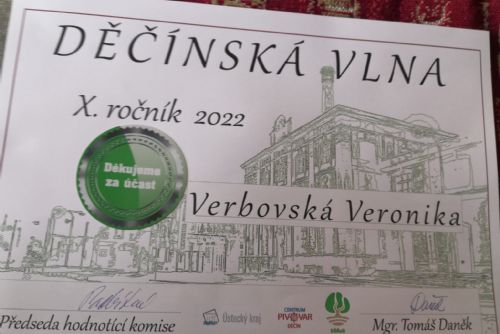 DĚČÍNSKÁ VLNA
X. ročník 2022
Děkujeme
za účast
Verbovská Veronika
Předseda hodnotící komise
Ústecký kraj
CENTRUM
PIVOVAR
DĚČÍN
Mgr. Tomáš Daněk